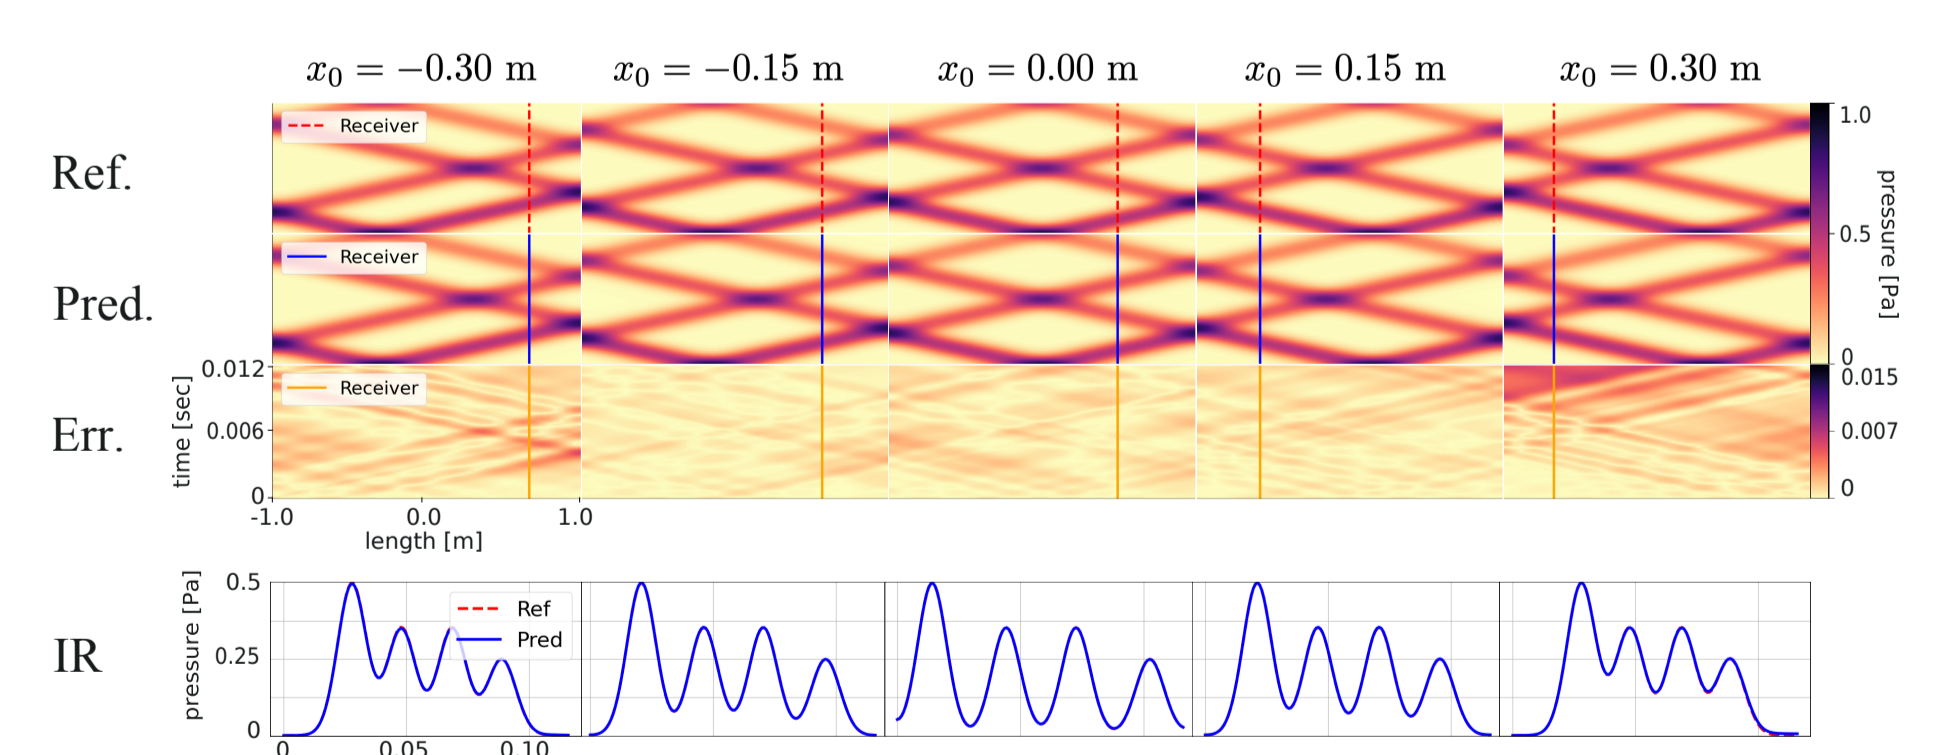 x₀ = −0.30 m x₀ = −0.15 m x₀ = 0.00 m x₀ = 0.15 m x₀ = 0.30 m
Ref.
Receiver
1.0
0.5
0
pressure [Pa]
Pred.
Receiver
Err.
Receiver
0.012
0.006
0
time [sec]
0.015
0.007
0
-1.0 0.0 1.0
length [m]
IR
pressure [Pa]
0.5
0.25
0
Ref
Pred
0 0.05 0.10